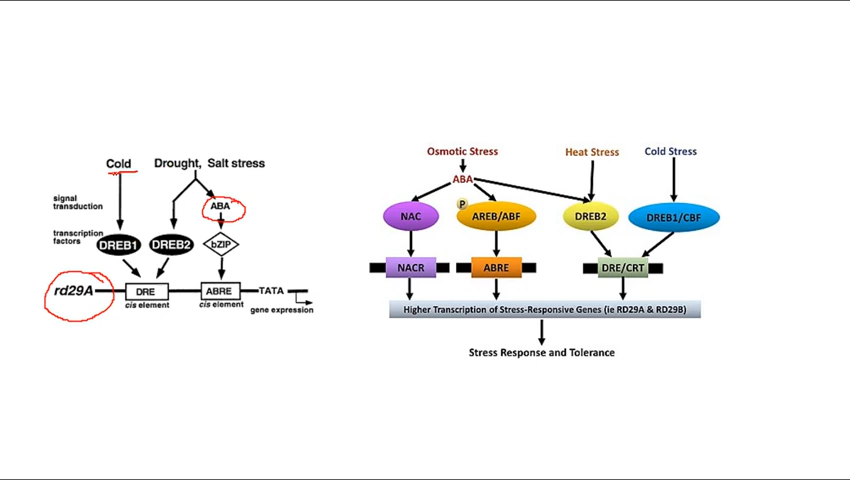 Cold
Drought, Salt stress
signal
transduction
ABA
transcription
factors
DREB1
DREB2
bZIP
rd29A
DRE
ABRE
TATA
cis element
cis element
gene expression
Osmotic Stress
Heat Stress
Cold Stress
ABA
P
NAC
AREB/ABF
DREB2
DREB1/CBF
NACR
ABRE
DRE/CRT
Higher Transcription of Stress-Responsive Genes (ie RD29A & RD29B)
Stress Response and Tolerance